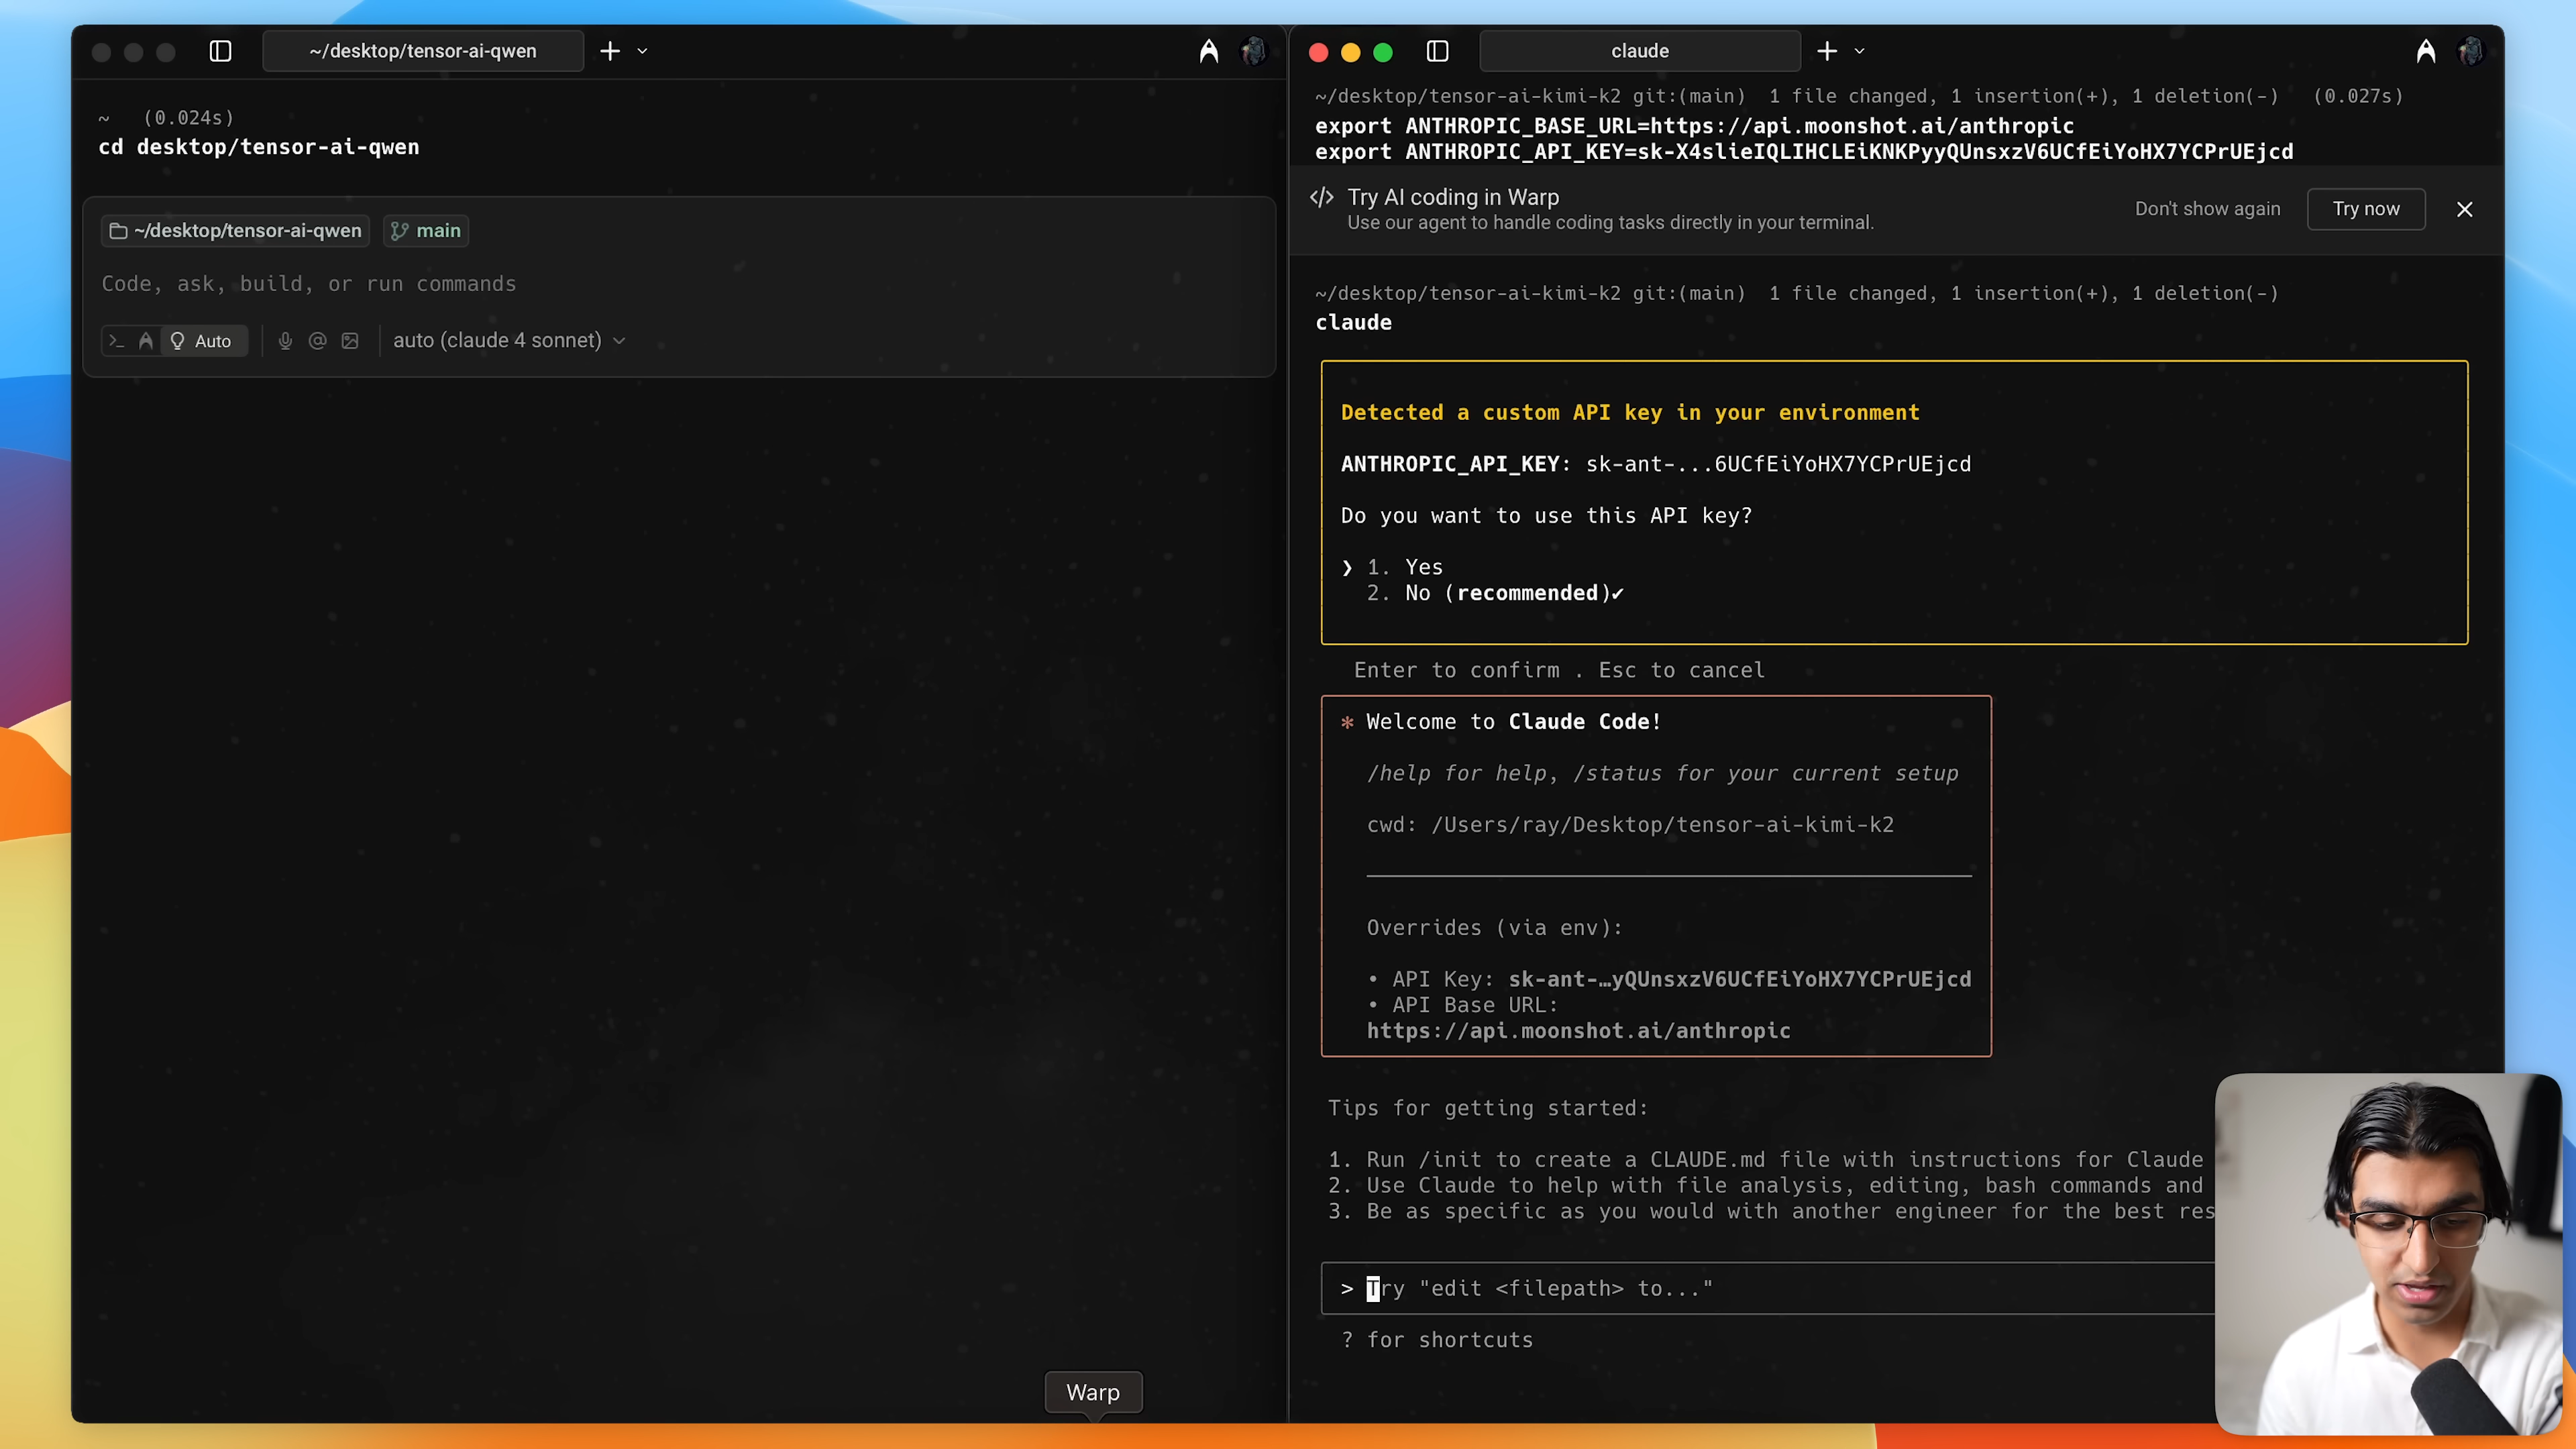 ~/desktop/tensor-ai-qwen
~ (0.024s)
cd desktop/tensor-ai-qwen
~/desktop/tensor-ai-qwen main
Code, ask, build, or run commands
Auto auto (claude 4 sonnet)
Warp
claude
~/desktop/tensor-ai-kimi-k2 git:(main) 1 file changed, 1 insertion(+), 1 deletion(-) (0.027s)
export ANTHROPIC_BASE_URL=https://api.moonshot.ai/anthropic
export ANTHROPIC_API_KEY=sk-X4slieIQLIHCLEiKNKPyyQUnsxzV6UCfEiYoHX7YCPrUEjcd
Try AI coding in Warp
Use our agent to handle coding tasks directly in your terminal.
Don't show again Try now
~/desktop/tensor-ai-kimi-k2 git:(main) 1 file changed, 1 insertion(+), 1 deletion(-)
claude
Detected a custom API key in your environment
ANTHROPIC_API_KEY: sk-ant-...6UCfEiYoHX7YCPrUEjcd
Do you want to use this API key?
❯ 1. Yes
2. No (recommended)✔
Enter to confirm . Esc to cancel
* Welcome to Claude Code!
/help for help, /status for your current setup
cwd: /Users/ray/Desktop/tensor-ai-kimi-k2
Overrides (via env):
• API Key: sk-ant-…yQUnsxzV6UCfEiYoHX7YCPrUEjcd
• API Base URL:
https://api.moonshot.ai/anthropic
Tips for getting started:
1. Run /init to create a CLAUDE.md file with instructions for Claude
2. Use Claude to help with file analysis, editing, bash commands and
3. Be as specific as you would with another engineer for the best res
> Try "edit <filepath> to..."
? for shortcuts